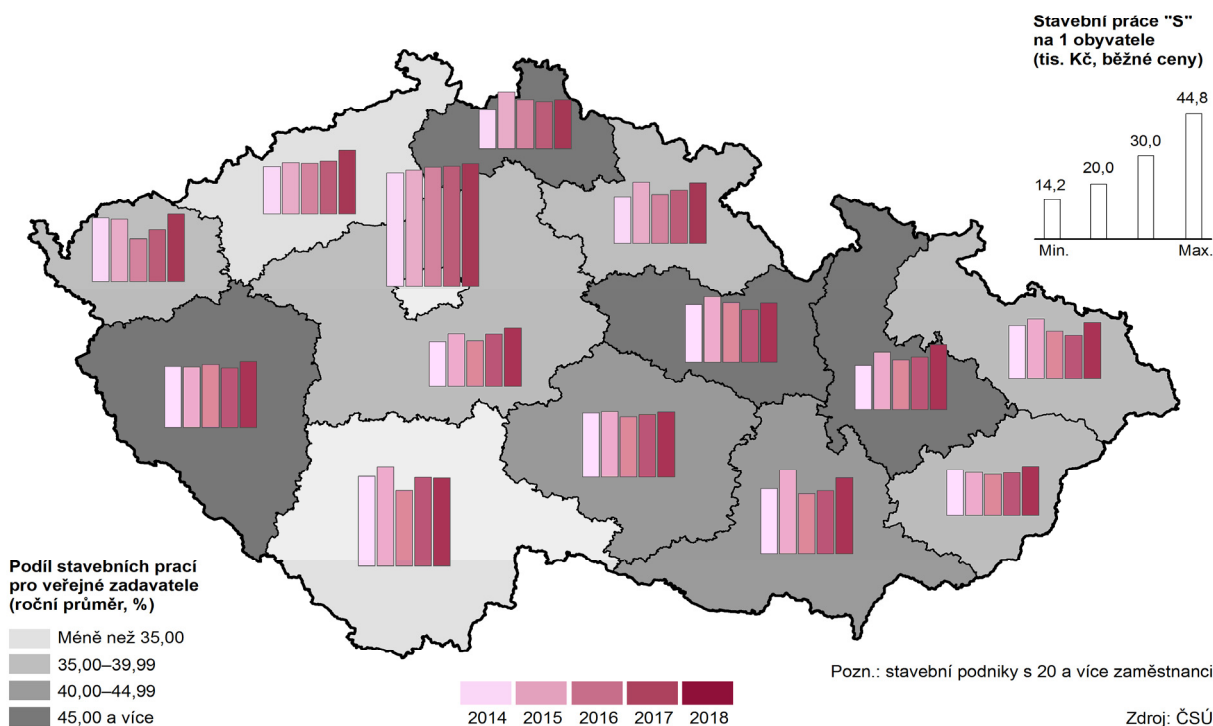 Stavební práce "S"
na 1 obyvatele
(tis. Kč, běžné ceny)
44,8
30,0
20,0
14,2
Min.
Max.
Podíl stavebních prací
pro veřejné zadavatele
(roční průměr, %)
Méně než 35,00
35,00–39,99
40,00–44,99
45,00 a více
2014 2015 2016 2017 2018
Pozn.: stavební podniky s 20 a více zaměstnanci
Zdroj: ČSÚ